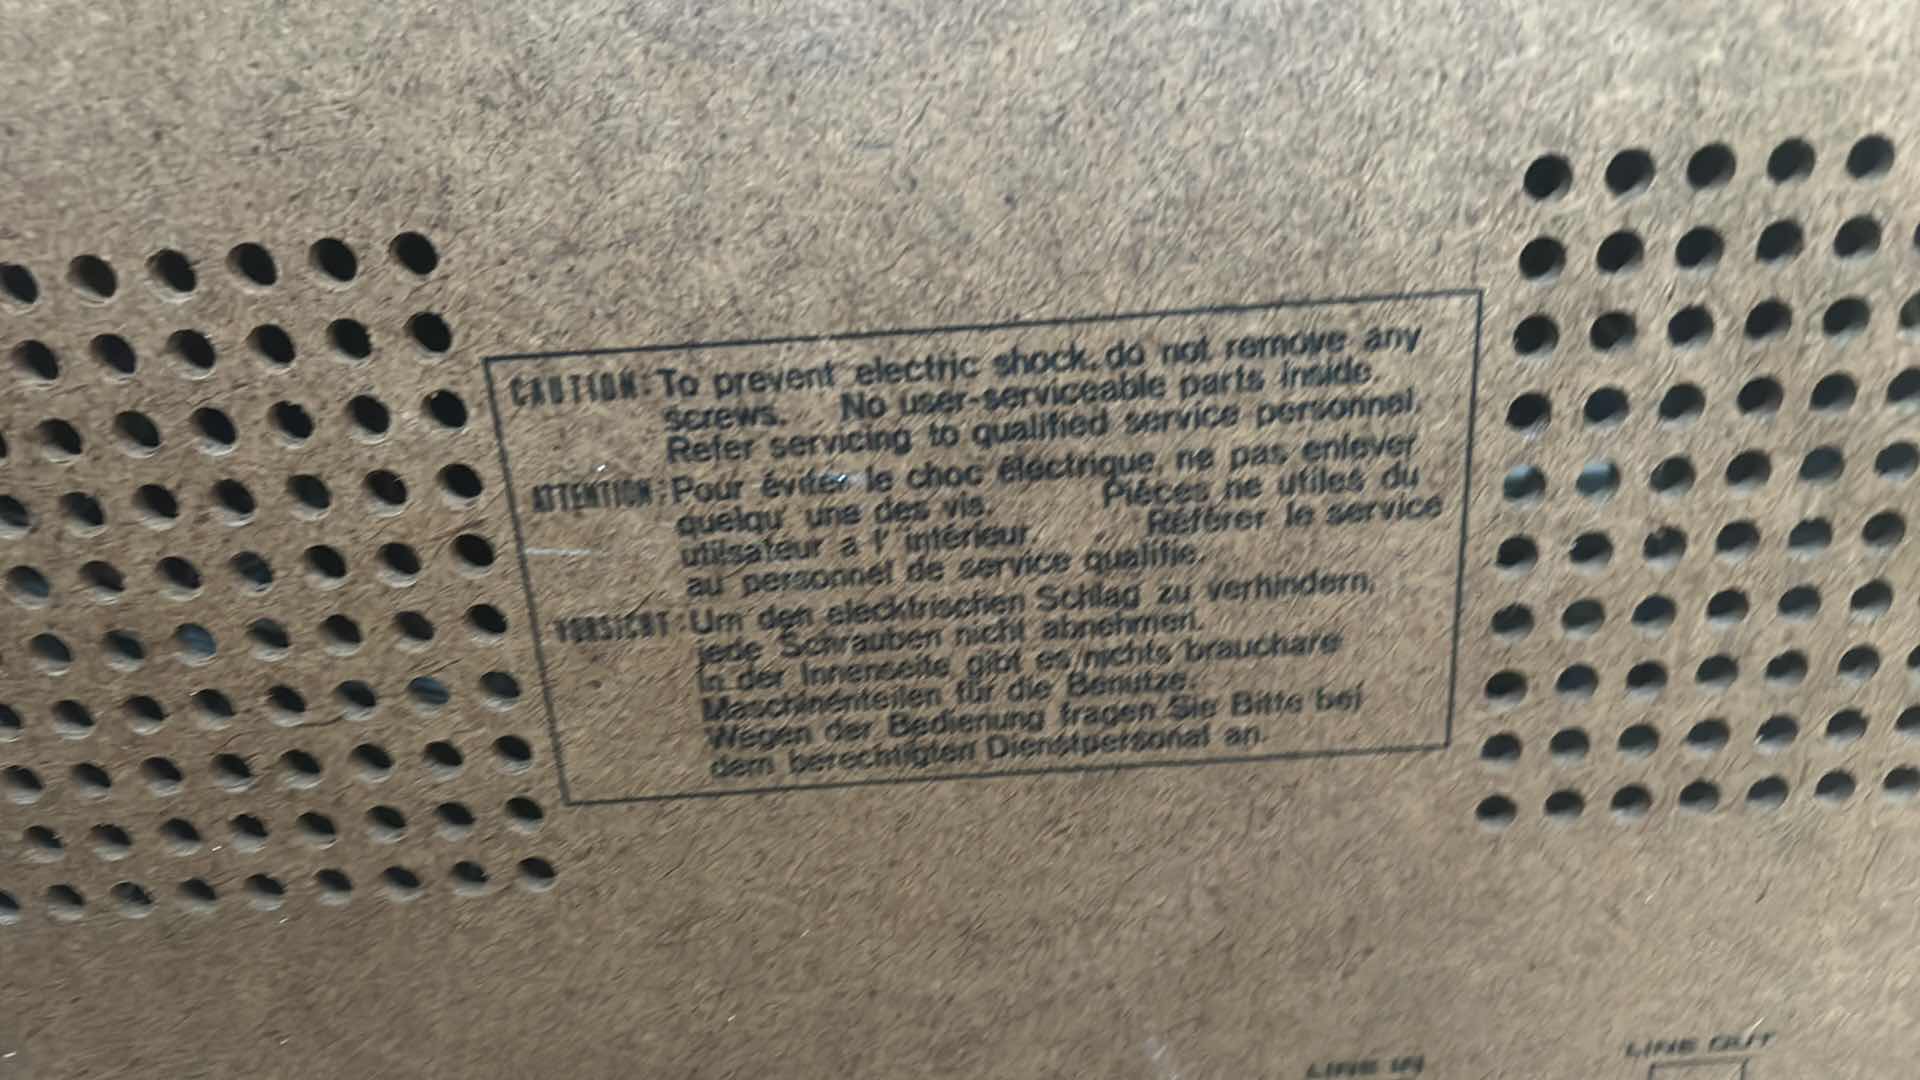 CAUTION: To prevent electric shock, do not remove any
screws. No user-serviceable parts inside.
Refer servicing to qualified service personnel.
ATTENTION: Pour éviter le choc électrique, ne pas enlever
quelqu' une des vis. Piéces ne utiles du
utilsateur a l' intérieur. Référer le service
au personnel de service qualifie.
VORSICHT: Um den elecktrischen Schlag zu verhindern,
jede Schrauben nicht abnehmen.
In der Innenseite gibt es nichts brauchare
Maschinenteilen für die Benutze.
Wegen der Bedienung fragen Sie Bitte bei
dem berechtigten Dienstpersonal an.
LINE IN
LINE OUT